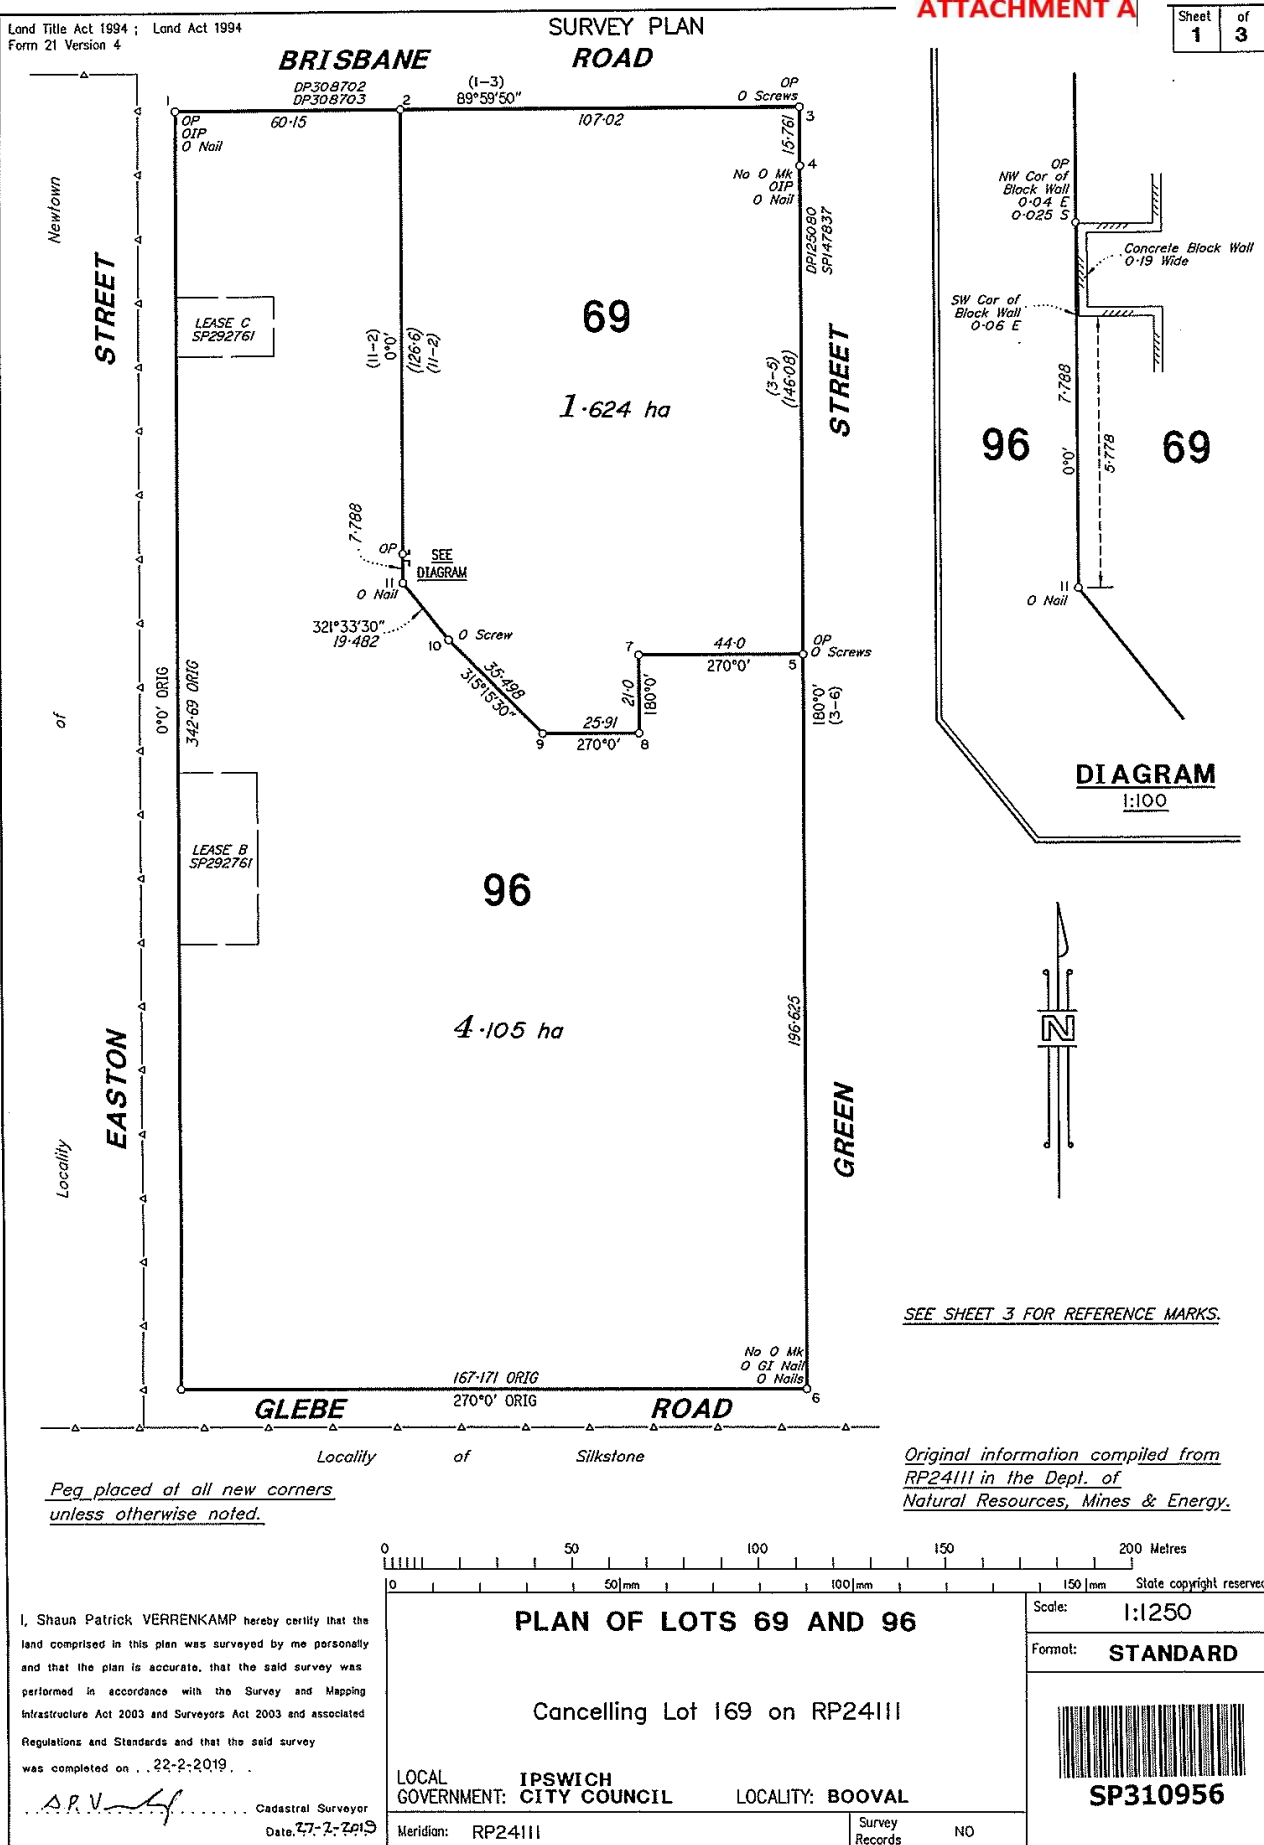 ATTACHMENT A
Land Title Act 1994 ; Land Act 1994
Form 21 Version 4
SURVEY PLAN
Sheet of
1 3
BRISBANE ROAD
DP308702
DP308703
(1-3)
89°59'50"
OP
O Screws
1
2
3
60·15
107·02
OP
OIP
O Nail
15·761
4
No O Mk
OIP
O Nail
DP125080
SP147837
Newtown
of
Locality
EASTON STREET
LEASE C
SP292761
(11-2)
0°0'
(126·6)
(11-2)
69
1·624 ha
(3-5)
(146·08)
GREEN STREET
7·788
OP
SEE
DIAGRAM
11
O Nail
321°33'30"
19·482
10
O Screw
35·498
315°15'30"
7
44·0
270°0'
OP
O Screws
5
21·0
180°0'
25·91
270°0'
9
8
180°0'
(3-6)
0°0' ORIG
342·69 ORIG
LEASE B
SP292761
96
4·105 ha
196·625
No O Mk
O GI Nail
O Nails
6
167·171 ORIG
270°0' ORIG
GLEBE ROAD
Locality of Silkstone
OP
NW Cor of
Block Wall
0·04 E
0·025 S
Concrete Block Wall
0·19 Wide
SW Cor of
Block Wall
0·06 E
7·788
0°0'
5·778
96
69
11
O Nail
DIAGRAM
1:100
N
SEE SHEET 3 FOR REFERENCE MARKS.
Peg placed at all new corners
unless otherwise noted.
Original information compiled from
RP24111 in the Dept. of
Natural Resources, Mines & Energy.
0 50 100 150 200 Metres
0 50 mm 100 mm 150 mm State copyright reserved
I, Shaun Patrick VERRENKAMP hereby certify that the
land comprised in this plan was surveyed by me personally
and that the plan is accurate, that the said survey was
performed in accordance with the Survey and Mapping
Infrastructure Act 2003 and Surveyors Act 2003 and associated
Regulations and Standards and that the said survey
was completed on . . 22-2-2019 . .
Cadastral Surveyor
Date. 27-2-2019
PLAN OF LOTS 69 AND 96
Cancelling Lot 169 on RP24111
LOCAL
GOVERNMENT: IPSWICH
CITY COUNCIL
LOCALITY: BOOVAL
Meridian: RP24111
Survey
Records NO
Scale: 1:1250
Format: STANDARD
SP310956